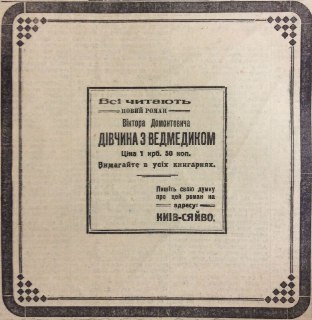 Всі читають
НОВИЙ РОМАН
Віктора Домонтовича
ДІВЧИНА З ВЕДМЕДИКОМ
Ціна 1 крб. 50 коп.
Вимагайте в усіх книгарнях.
Пишіть свою думку
про цей роман на
адресу:
КИЇВ-СЯЙВО.